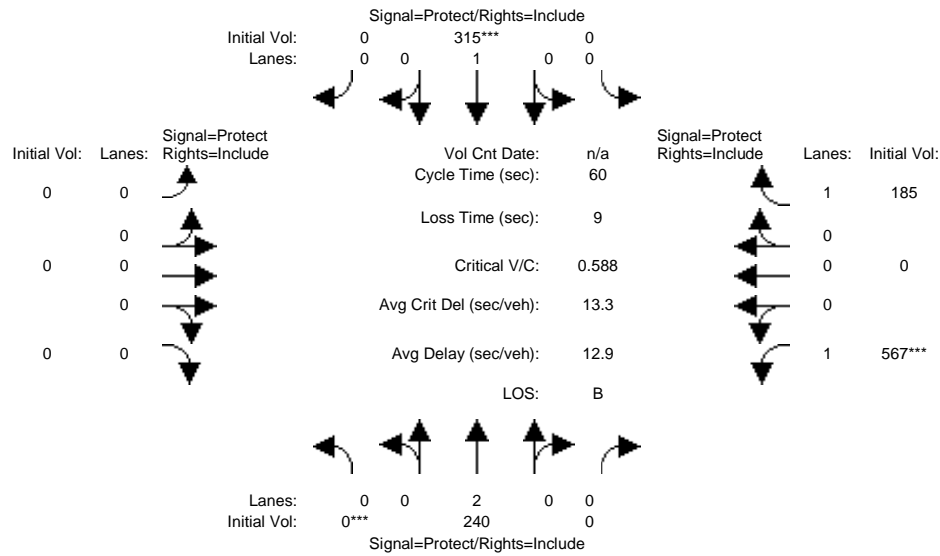 Signal=Protect/Rights=Include
Initial Vol: 0 315*** 0
Lanes: 0 0 1 0 0
Signal=Protect
Initial Vol: Lanes: Rights=Include
Vol Cnt Date: n/a
Signal=Protect
Rights=Include Lanes: Initial Vol:
Cycle Time (sec): 60
0 0
1 185
Loss Time (sec): 9
0
0
0 0
Critical V/C: 0.588
0 0
0
Avg Crit Del (sec/veh): 13.3
0
0 0
Avg Delay (sec/veh): 12.9
1 567***
LOS: B
Lanes: 0 0 2 0 0
Initial Vol: 0*** 240 0
Signal=Protect/Rights=Include